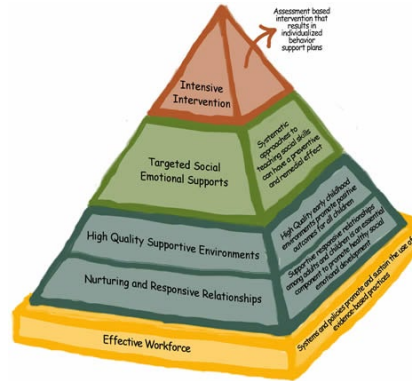 Assessment based
intervention that
results in
individualized
behavior
support plans
Intensive
Intervention
Systematic
approaches to
teaching social skills
can have a preventive
and remedial effect
Targeted Social
Emotional Supports
High Quality early childhood
environments promote positive
outcomes for all children
High Quality Supportive Environments
Supportive responsive relationships
among adults and children is an essential
component to promote healthy social
emotional development
Nurturing and Responsive Relationships
Systems and policies promote and sustain the use of
evidence-based practices
Effective Workforce